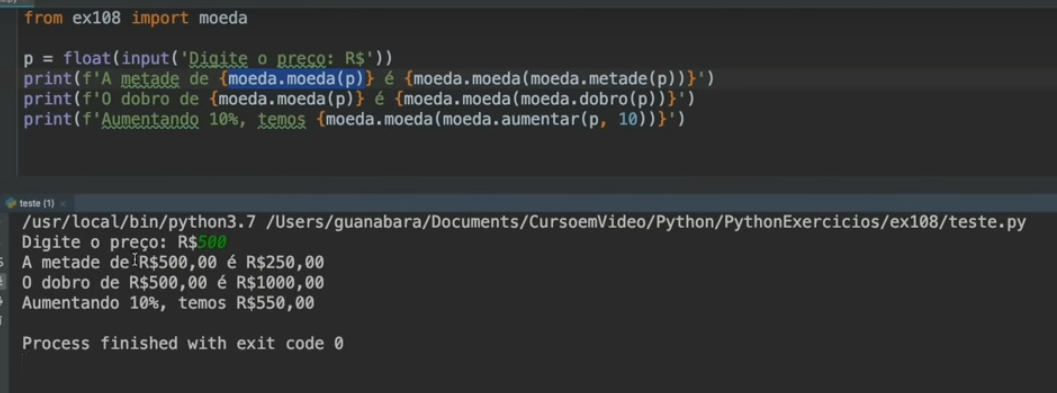 from ex108 import moeda
p = float(input('Digite o preço: R$'))
print(f'A metade de {moeda.moeda(p)} é {moeda.moeda(moeda.metade(p))}')
print(f'O dobro de {moeda.moeda(p)} é {moeda.moeda(moeda.dobro(p))}')
print(f'Aumentando 10%, temos {moeda.moeda(moeda.aumentar(p, 10))}')
teste (1) ×
/usr/local/bin/python3.7 /Users/guanabara/Documents/CursoemVideo/Python/PythonExercicios/ex108/teste.py
Digite o preço: R$500
A metade de R$500,00 é R$250,00
O dobro de R$500,00 é R$1000,00
Aumentando 10%, temos R$550,00
Process finished with exit code 0